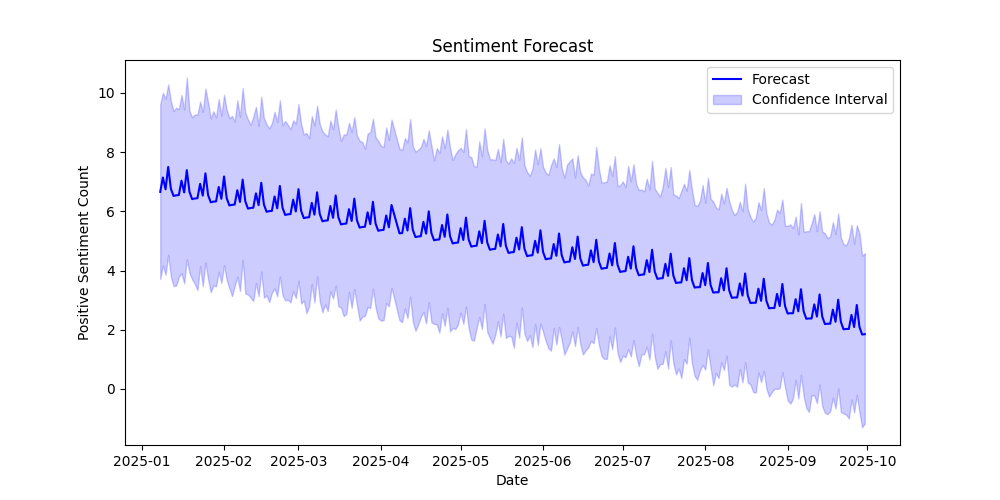 Sentiment Forecast
Forecast
Confidence Interval
Positive Sentiment Count
10
8
6
4
2
0
2025-01 2025-02 2025-03 2025-04 2025-05 2025-06 2025-07 2025-08 2025-09 2025-10
Date